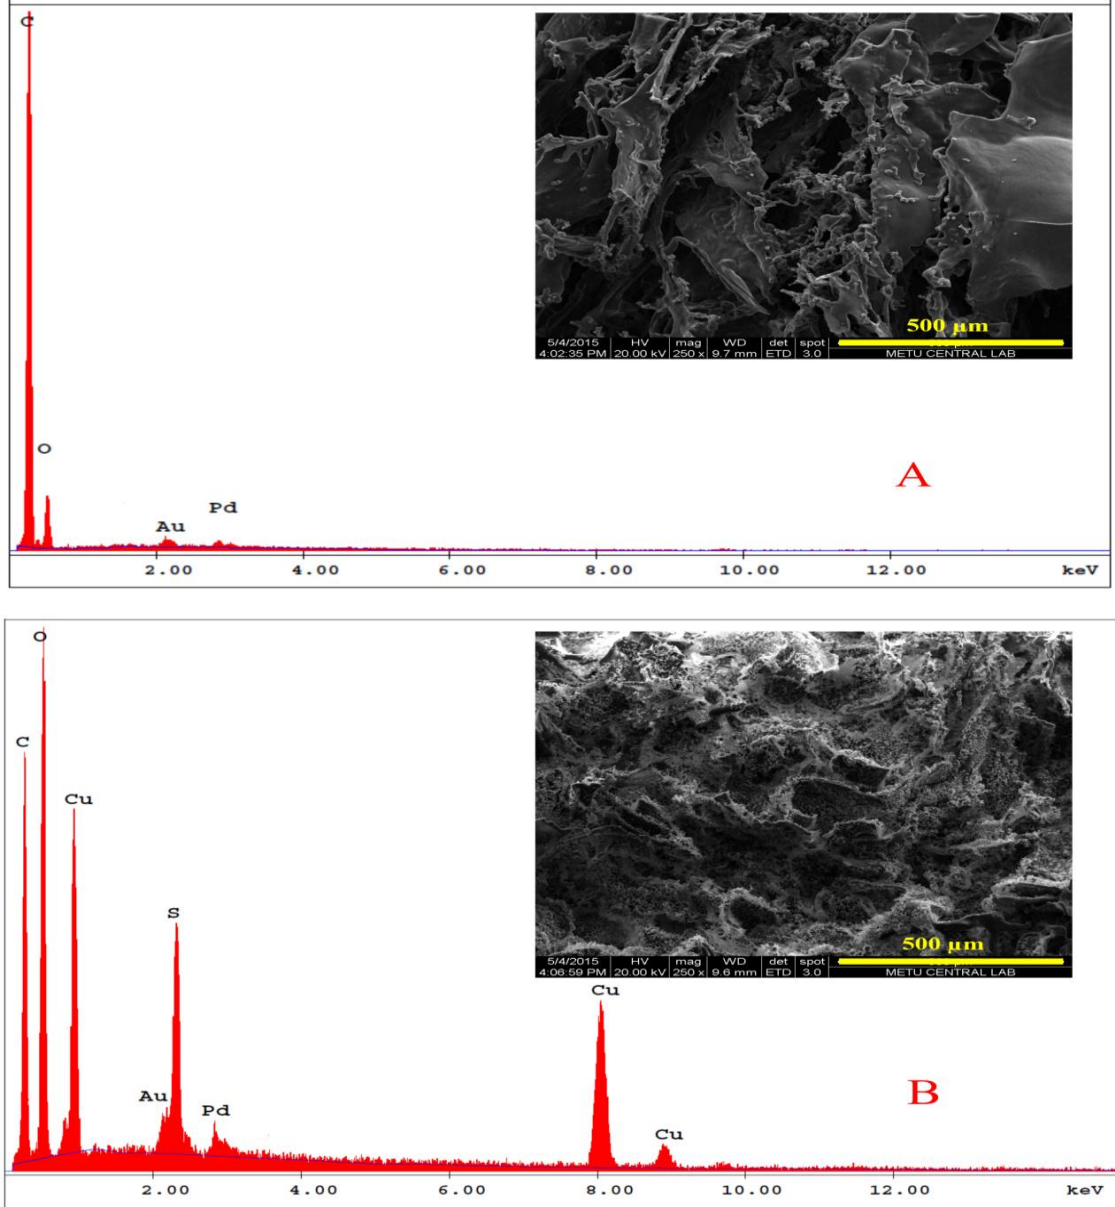 C
O
Au
Pd
A
500 µm
5/4/2015 HV mag WD det spot
4:02:35 PM 20.00 kV 250 x 9.7 mm ETD 3.0 METU CENTRAL LAB
2.00 4.00 6.00 8.00 10.00 12.00 keV
O
C
Cu
S
Au
Pd
Cu
Cu
B
500 µm
5/4/2015 HV mag WD det spot
4:06:59 PM 20.00 kV 250 x 9.6 mm ETD 3.0 METU CENTRAL LAB
2.00 4.00 6.00 8.00 10.00 12.00 keV